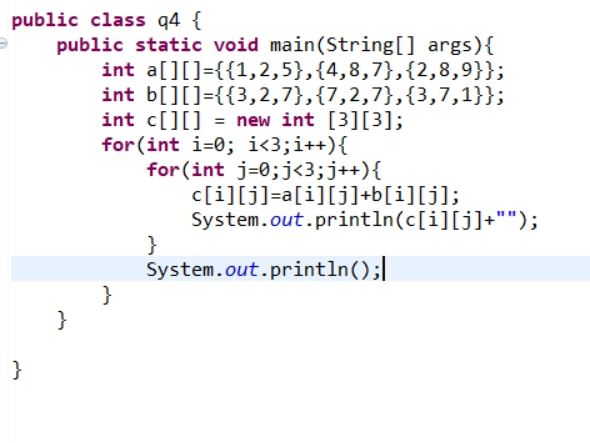 public class q4 {
public static void main(String[] args){
int a[][]={{1,2,5},{4,8,7},{2,8,9}};
int b[][]={{3,2,7},{7,2,7},{3,7,1}};
int c[][] = new int [3][3];
for(int i=0; i<3;i++){
for(int j=0;j<3;j++){
c[i][j]=a[i][j]+b[i][j];
System.out.println(c[i][j]+"");
}
System.out.println();
}
}
}